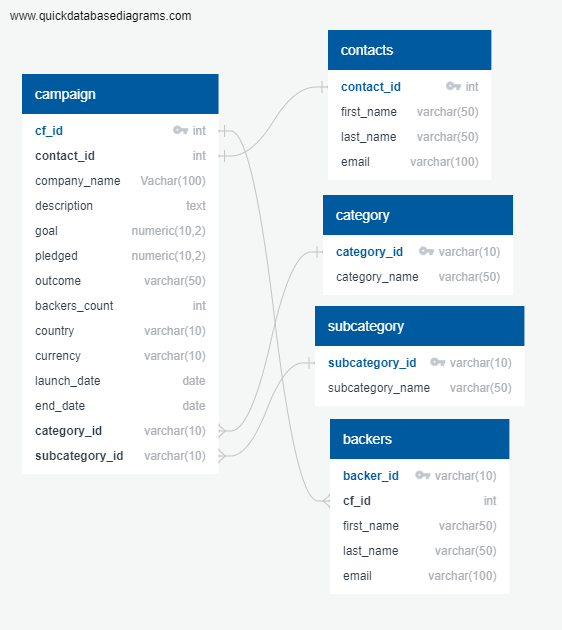 www.quickdatabasediagrams.com
campaign
cf_id int
contact_id int
company_name Vachar(100)
description text
goal numeric(10,2)
pledged numeric(10,2)
outcome varchar(50)
backers_count int
country varchar(10)
currency varchar(10)
launch_date date
end_date date
category_id varchar(10)
subcategory_id varchar(10)
contacts
contact_id int
first_name varchar(50)
last_name varchar(50)
email varchar(100)
category
category_id varchar(10)
category_name varchar(50)
subcategory
subcategory_id varchar(10)
subcategory_name varchar(50)
backers
backer_id varchar(10)
cf_id int
first_name varchar50)
last_name varchar(50)
email varchar(100)